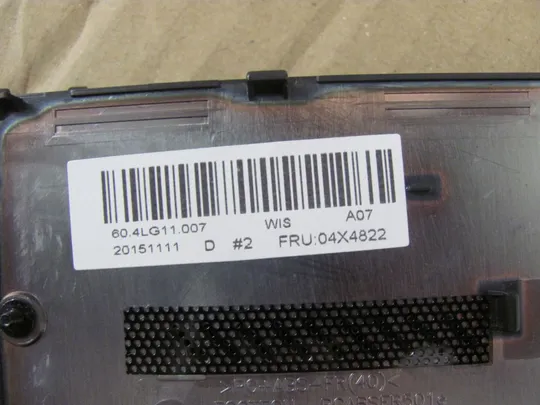 60.4LG11.007 WIS A07
20151111 D #2 FRU:04X4822